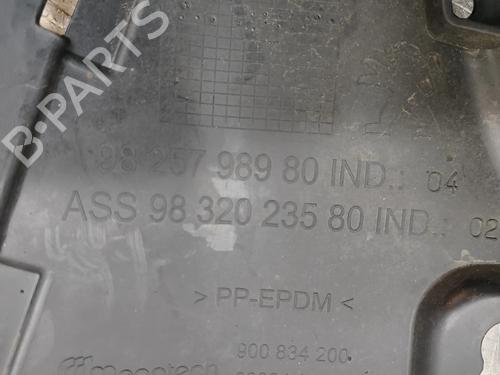 B-PARTS
98 257 989 80 IND.: 04
ASS 98 320 235 80 IND.: 02
> PP-EPDM <
900 834 200